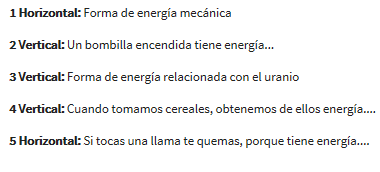 1 Horizontal: Forma de energía mecánica
2 Vertical: Un bombilla encendida tiene energía...
3 Vertical: Forma de energía relacionada con el uranio
4 Vertical: Cuando tomamos cereales, obtenemos de ellos energía....
5 Horizontal: Si tocas una llama te quemas, porque tiene energía....